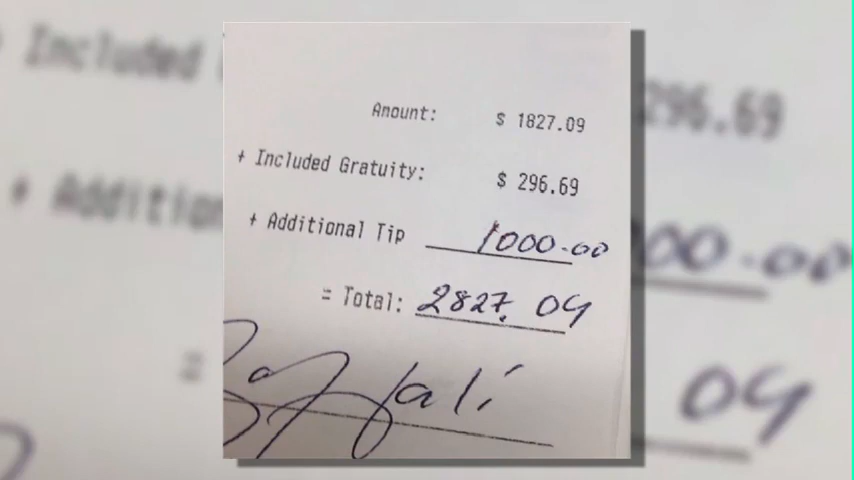 Amount: $ 1827.09
+ Included Gratuity: $ 296.69
+ Additional Tip 1000.00
= Total: 2827.09